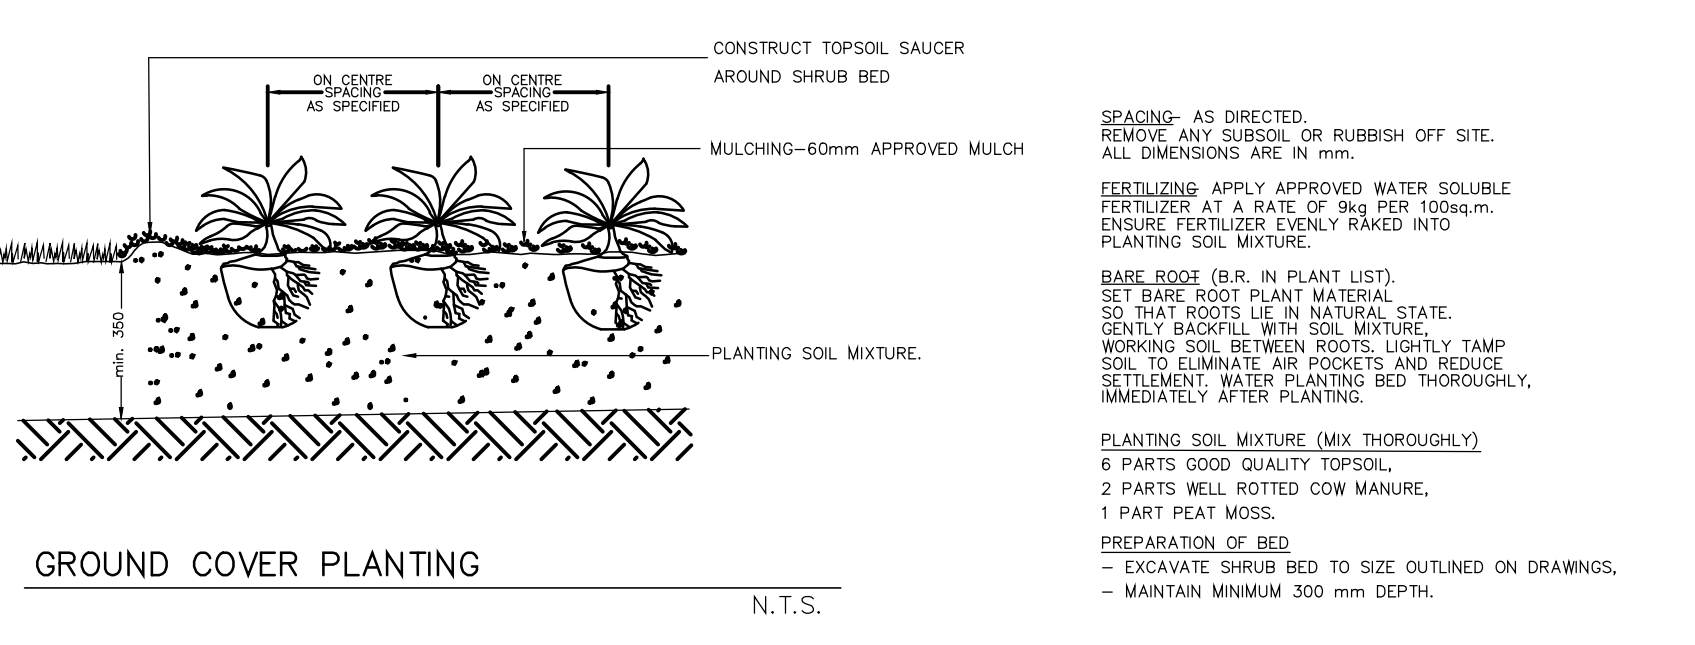 CONSTRUCT TOPSOIL SAUCER
AROUND SHRUB BED
ON CENTRE
SPACING
AS SPECIFIED
ON CENTRE
SPACING
AS SPECIFIED
MULCHING-60mm APPROVED MULCH
min. 350
PLANTING SOIL MIXTURE.
GROUND COVER PLANTING
N.T.S.
SPACING- AS DIRECTED.
REMOVE ANY SUBSOIL OR RUBBISH OFF SITE.
ALL DIMENSIONS ARE IN mm.
FERTILIZING- APPLY APPROVED WATER SOLUBLE
FERTILIZER AT A RATE OF 9kg PER 100sq.m.
ENSURE FERTILIZER EVENLY RAKED INTO
PLANTING SOIL MIXTURE.
BARE ROOT- (B.R. IN PLANT LIST).
SET BARE ROOT PLANT MATERIAL
SO THAT ROOTS LIE IN NATURAL STATE.
GENTLY BACKFILL WITH SOIL MIXTURE,
WORKING SOIL BETWEEN ROOTS. LIGHTLY TAMP
SOIL TO ELIMINATE AIR POCKETS AND REDUCE
SETTLEMENT. WATER PLANTING BED THOROUGHLY,
IMMEDIATELY AFTER PLANTING.
PLANTING SOIL MIXTURE (MIX THOROUGHLY)
6 PARTS GOOD QUALITY TOPSOIL,
2 PARTS WELL ROTTED COW MANURE,
1 PART PEAT MOSS.
PREPARATION OF BED
- EXCAVATE SHRUB BED TO SIZE OUTLINED ON DRAWINGS,
- MAINTAIN MINIMUM 300 mm DEPTH.